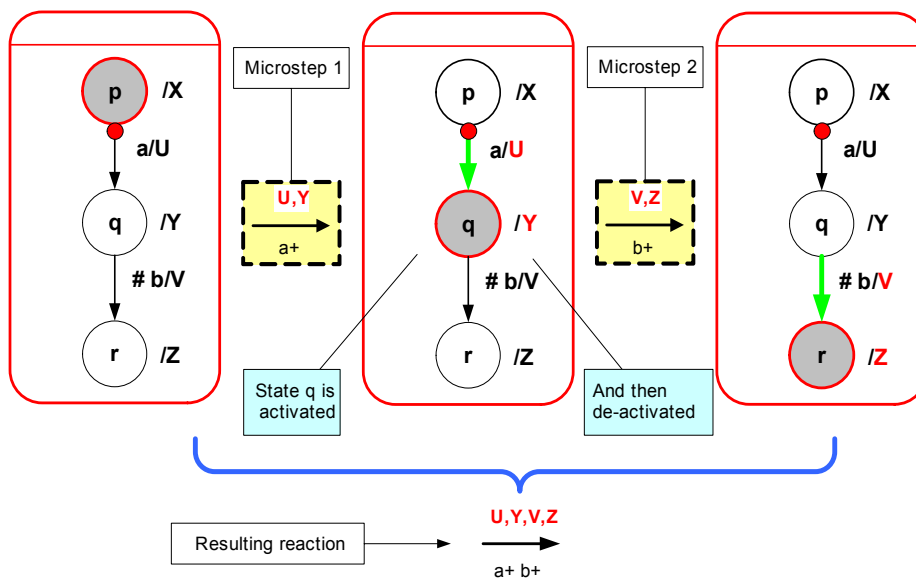 Microstep 1
Microstep 2
p /X
a/U
q /Y
# b/V
r /Z
U,Y
a+
p /X
a/U
q /Y
# b/V
r /Z
V,Z
b+
p /X
a/U
q /Y
# b/V
r /Z
State q is
activated
And then
de-activated
U,Y,V,Z
Resulting reaction
a+ b+